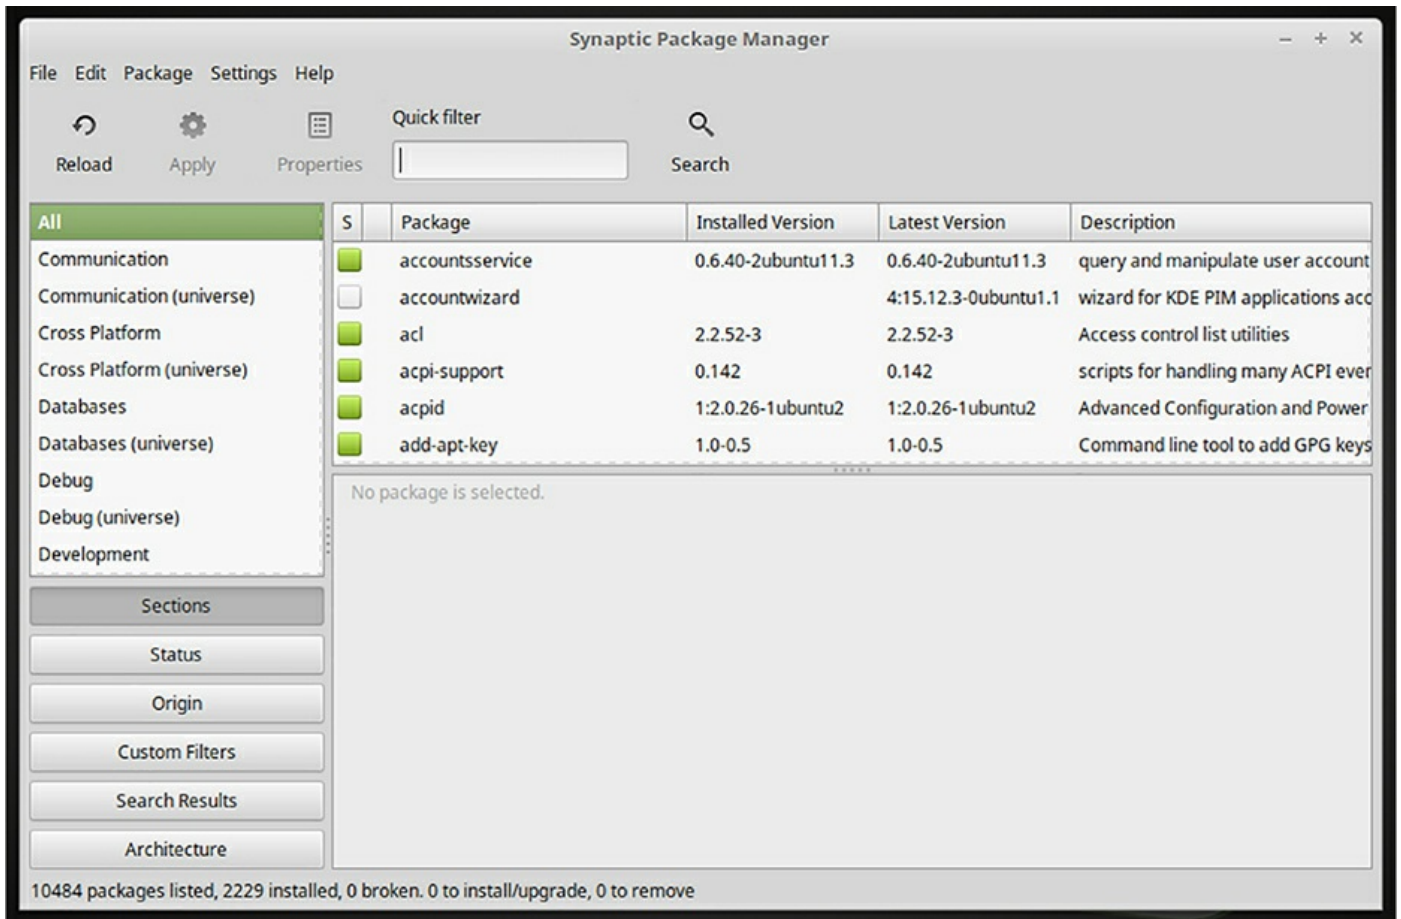 Synaptic Package Manager
File Edit Package Settings Help
Quick filter
Reload Apply Properties Search
All
Communication
Communication (universe)
Cross Platform
Cross Platform (universe)
Databases
Databases (universe)
Debug
Debug (universe)
Development
Sections
Status
Origin
Custom Filters
Search Results
Architecture
S Package Installed Version Latest Version Description
accountsservice 0.6.40-2ubuntu11.3 0.6.40-2ubuntu11.3 query and manipulate user account
accountwizard 4:15.12.3-0ubuntu1.1 wizard for KDE PIM applications acc
acl 2.2.52-3 2.2.52-3 Access control list utilities
acpi-support 0.142 0.142 scripts for handling many ACPI ever
acpid 1:2.0.26-1ubuntu2 1:2.0.26-1ubuntu2 Advanced Configuration and Power
add-apt-key 1.0-0.5 1.0-0.5 Command line tool to add GPG keys
No package is selected.
10484 packages listed, 2229 installed, 0 broken. 0 to install/upgrade, 0 to remove